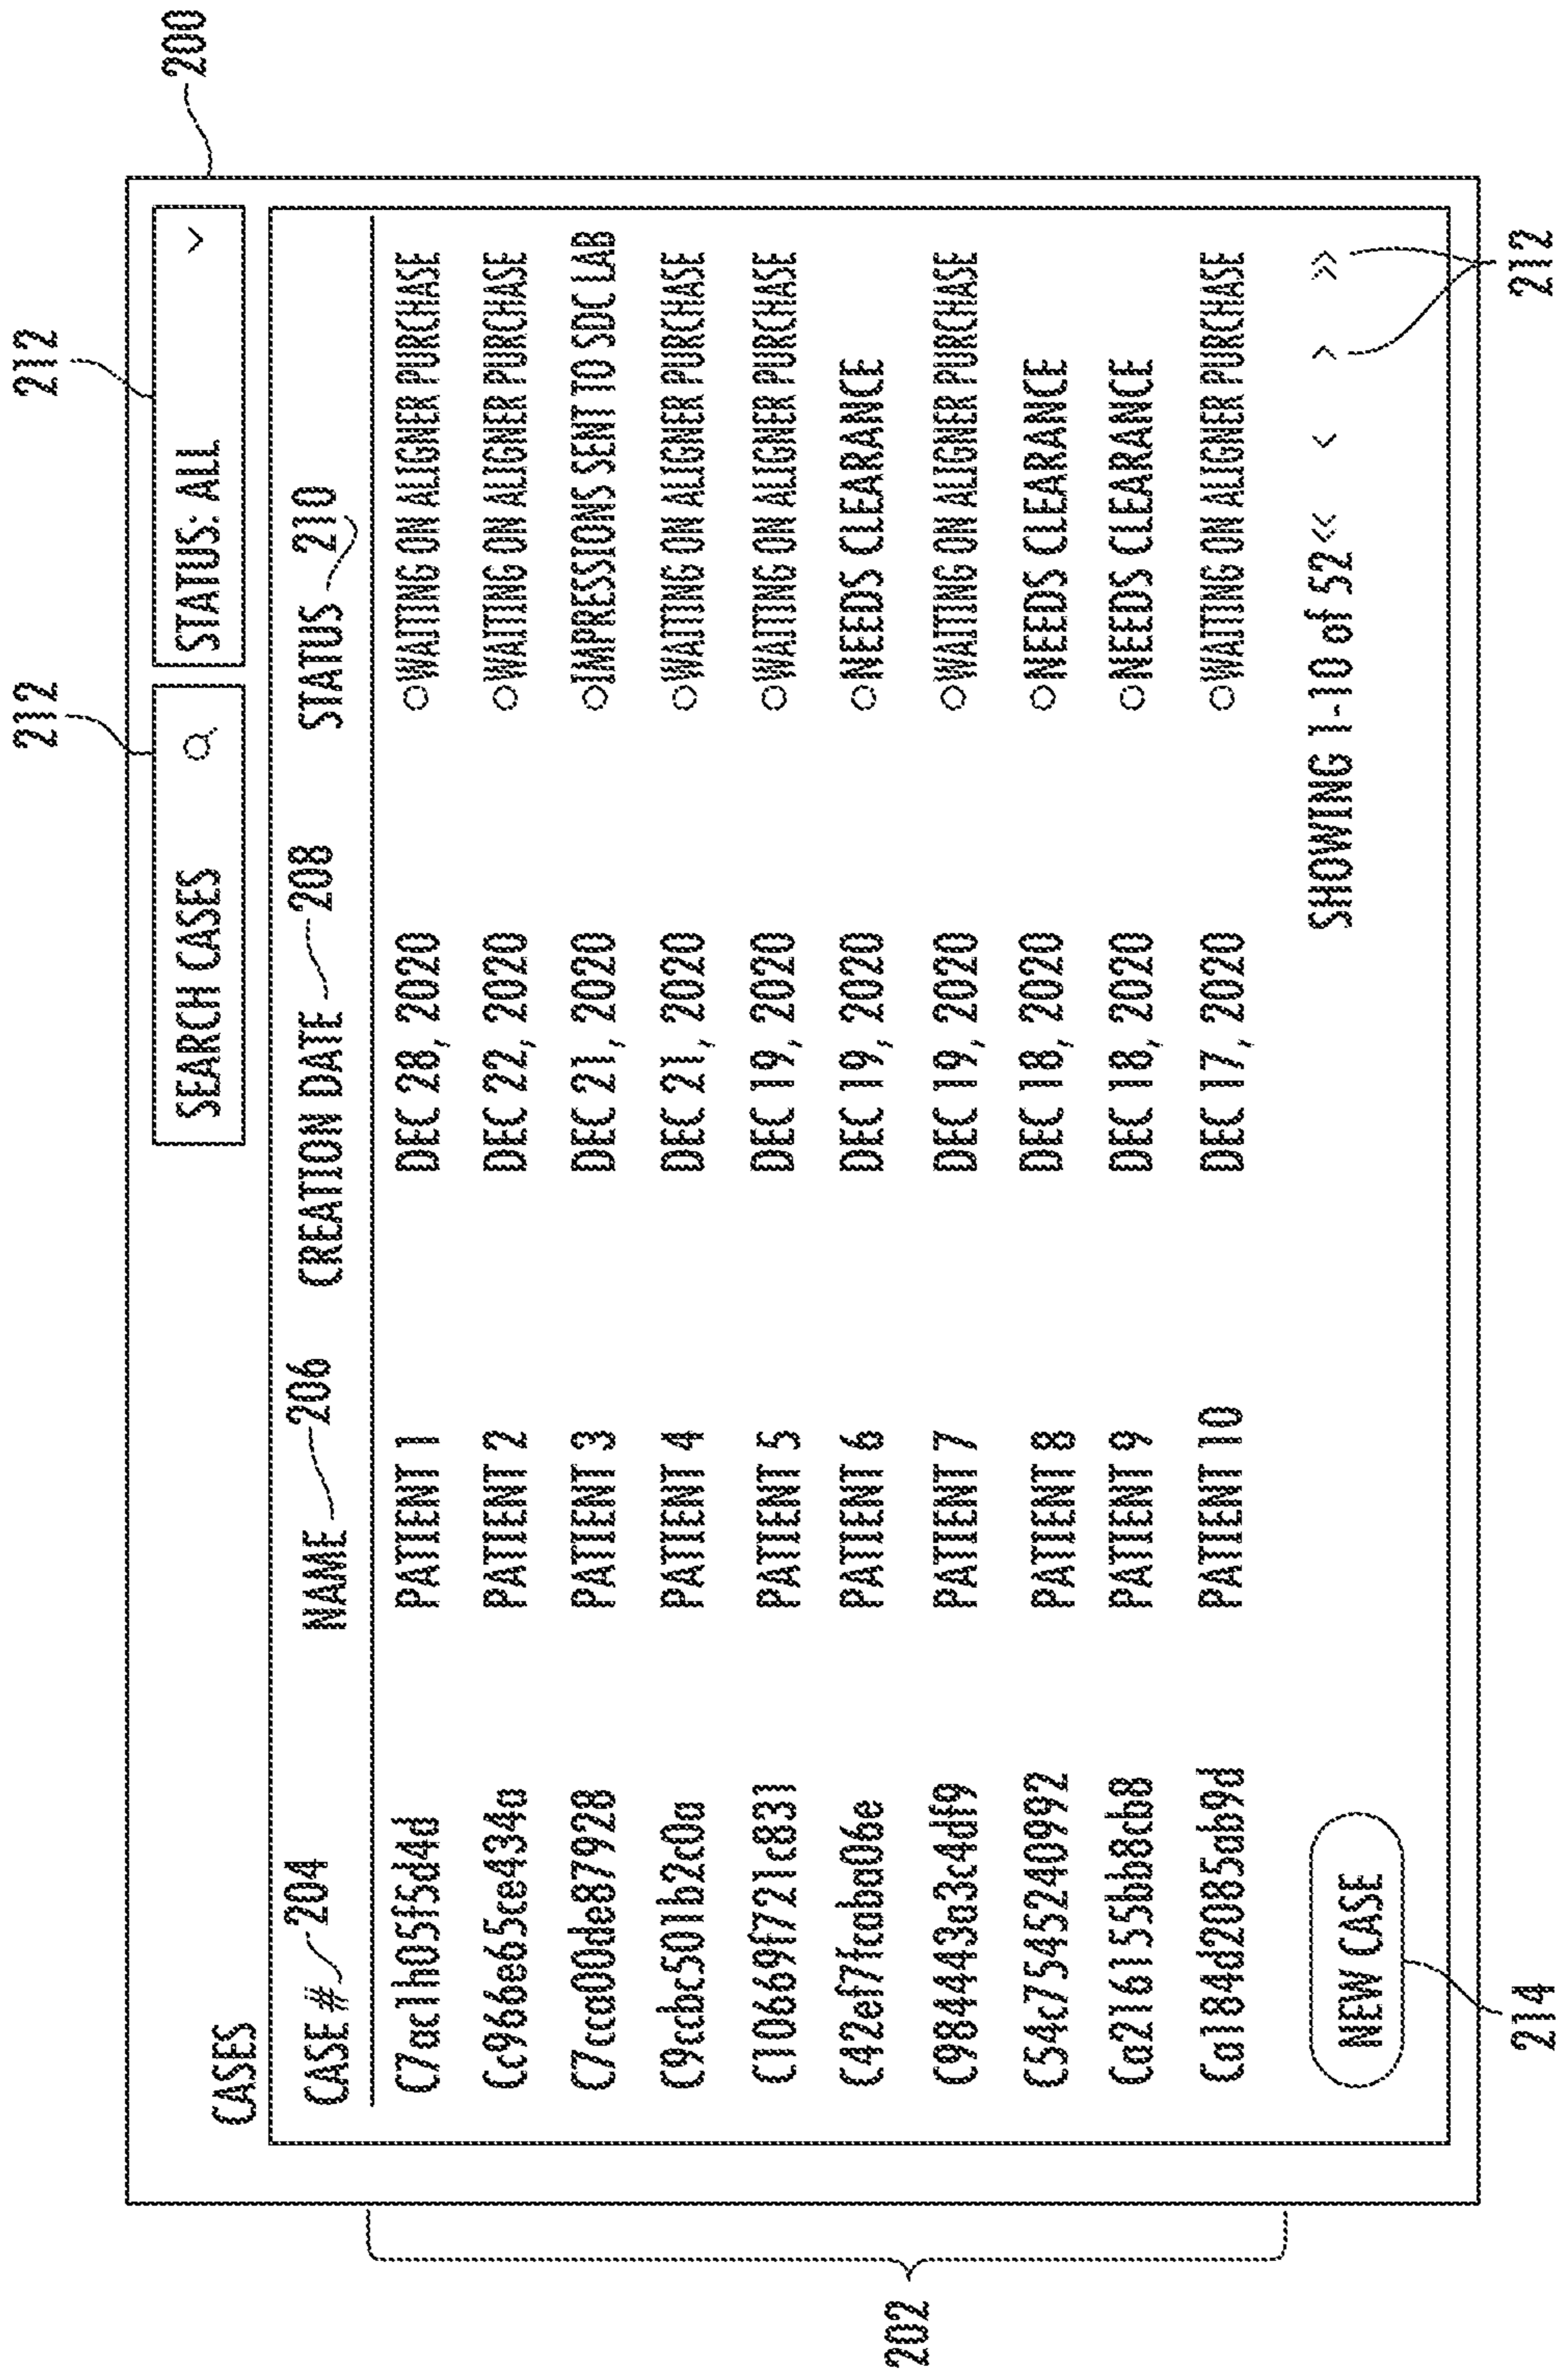 212 212 200
CASES SEARCH CASES STATUS: ALL
CASE # 204 NAME 206 CREATION DATE 208 STATUS 210
C7ac1h05f5d4d PATIENT 1 DEC 28, 2020 WAITING ON ALIGNER PURCHASE
Cc966e65ce434a PATIENT 2 DEC 22, 2020 WAITING ON ALIGNER PURCHASE
C7cca00de87928 PATIENT 3 DEC 21, 2020 IMPRESSIONS SENT TO SDC LAB
C9cbc501b2c0a PATIENT 4 DEC 21, 2020 WAITING ON ALIGNER PURCHASE
C10669f721c831 PATIENT 5 DEC 19, 2020 WAITING ON ALIGNER PURCHASE
C42ef7fcaba06e PATIENT 6 DEC 19, 2020 NEEDS CLEARANCE
C984443a3c4df9 PATIENT 7 DEC 19, 2020 WAITING ON ALIGNER PURCHASE
C54c7545240992 PATIENT 8 DEC 18, 2020 NEEDS CLEARANCE
Ca216155bb8cb8 PATIENT 9 DEC 18, 2020 NEEDS CLEARANCE
Ca184d2085ab9d PATIENT 10 DEC 17, 2020 WAITING ON ALIGNER PURCHASE
202
NEW CASE SHOWING 1-10 of 52 << < > >>
214 212